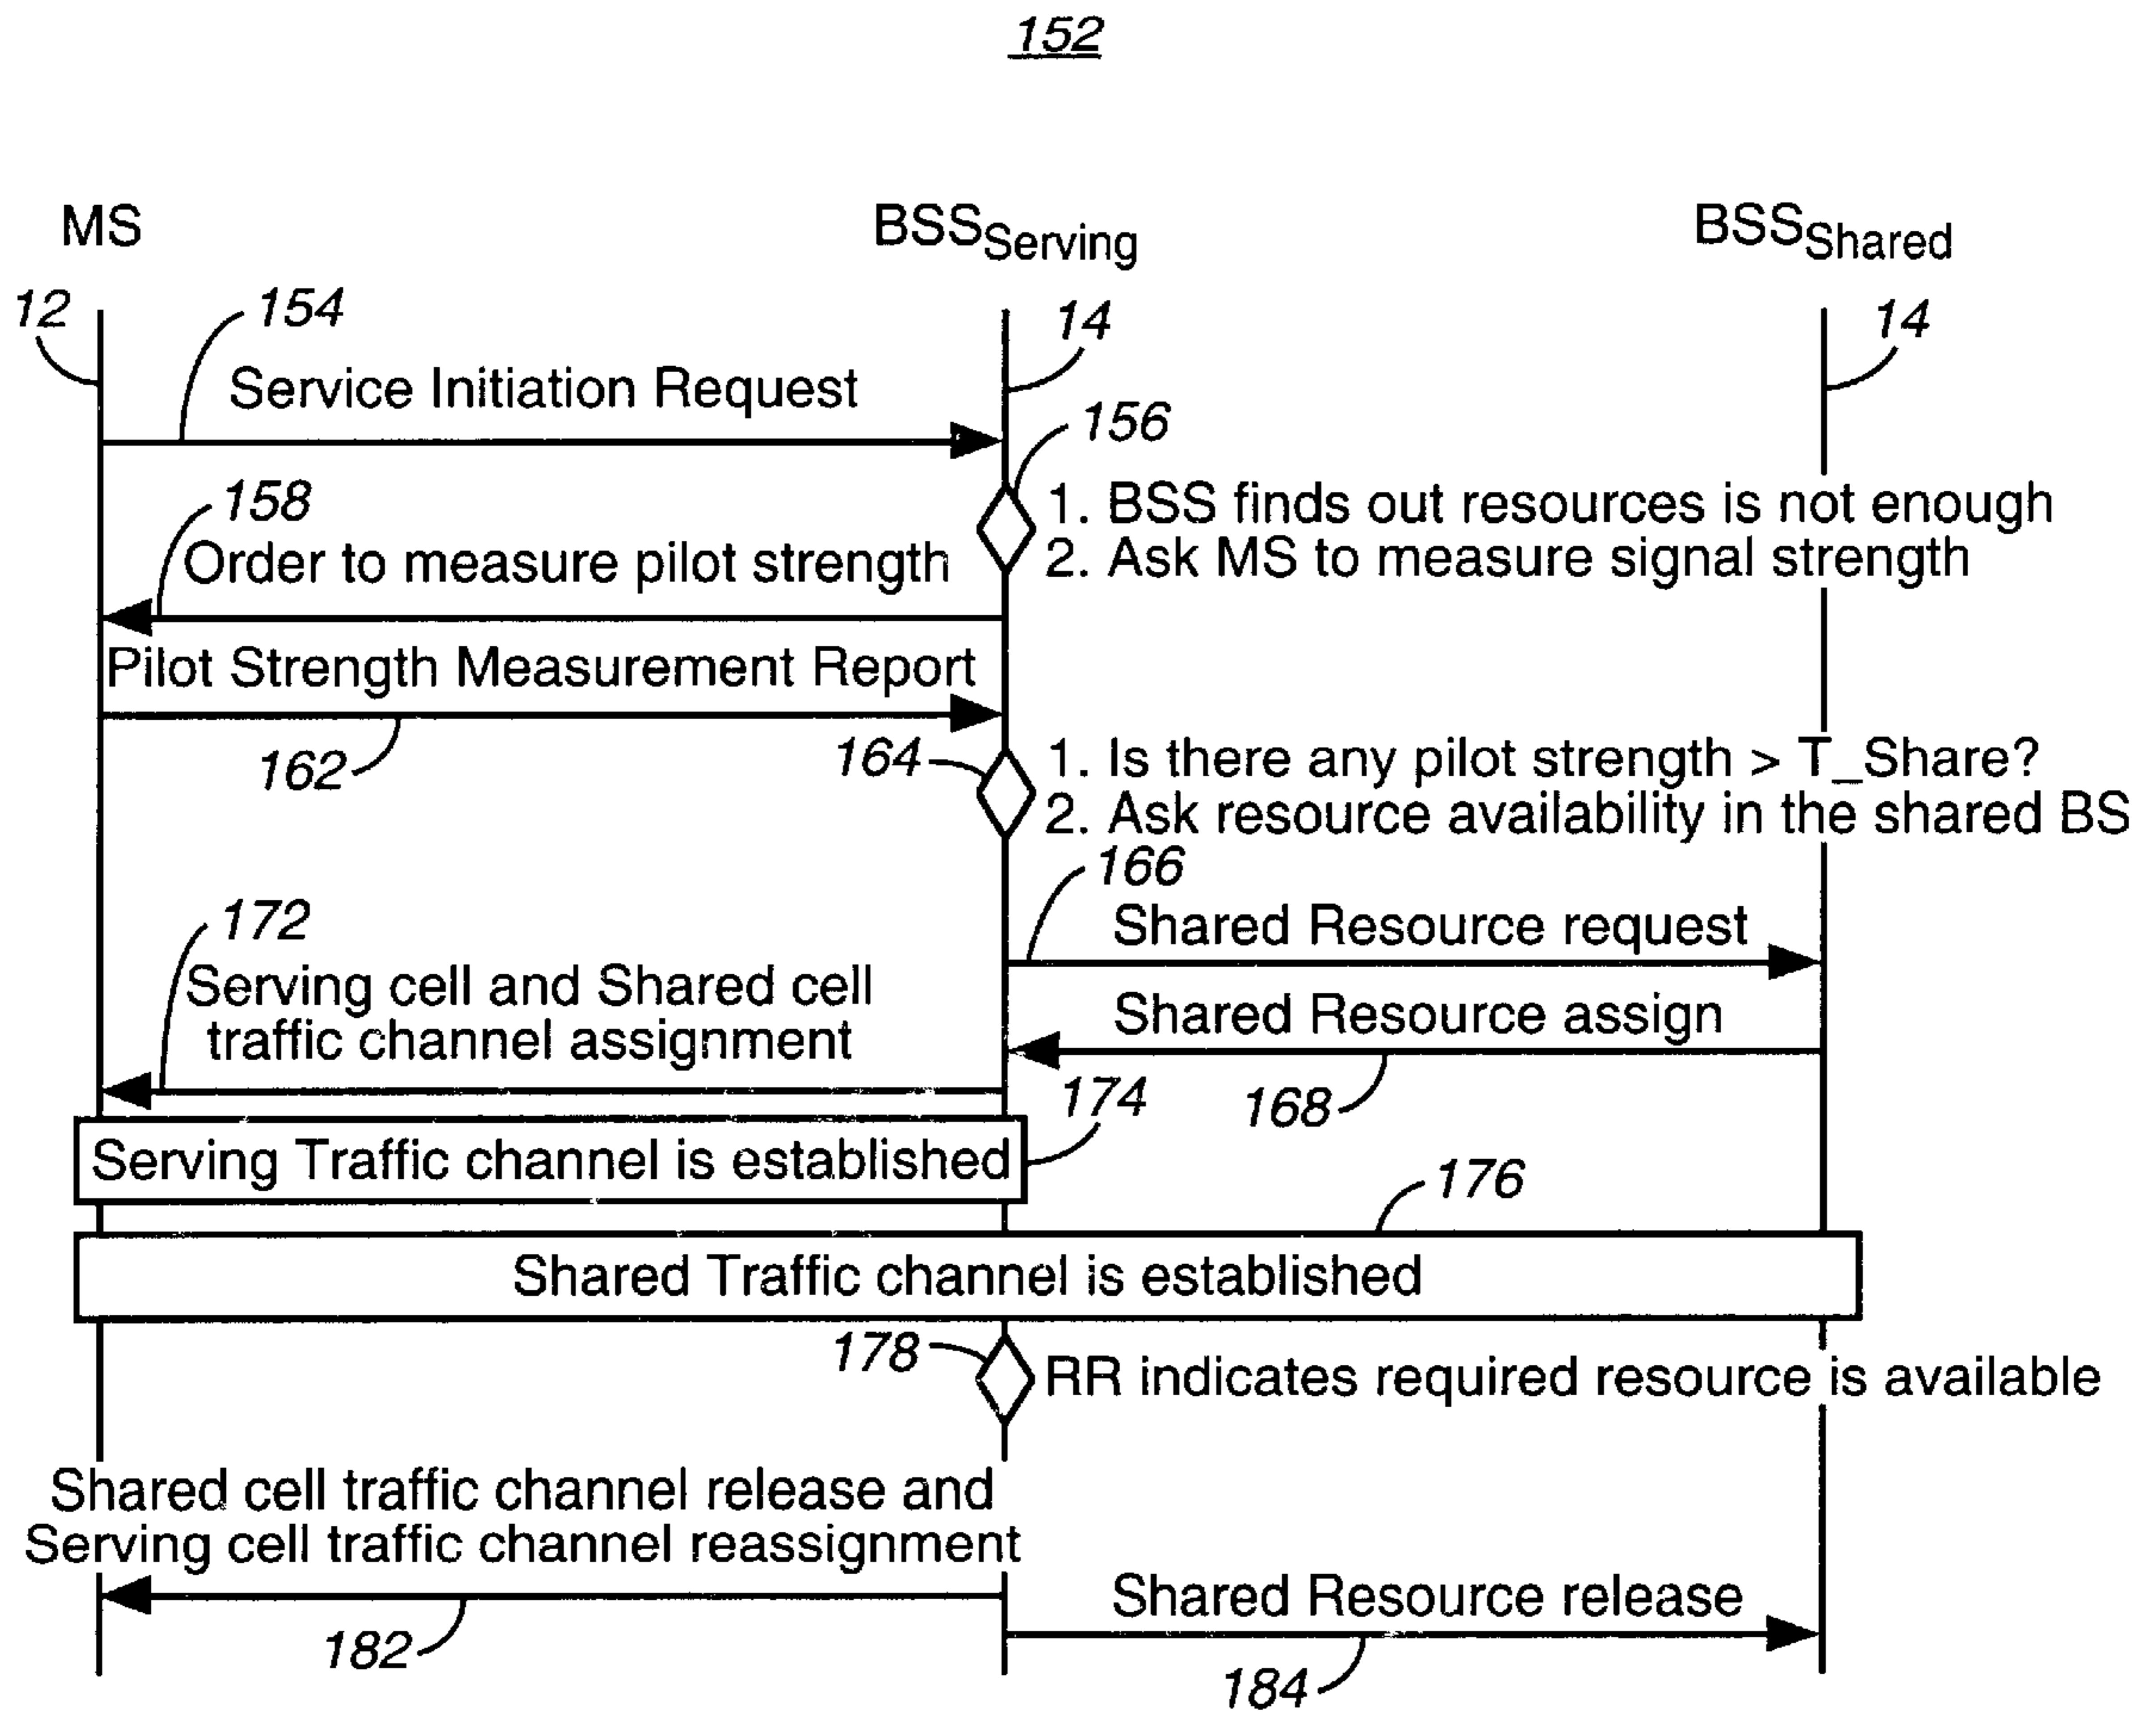 152
MS
BSSServing
BSSShared
12
154
14
14
Service Initiation Request
156
158
1. BSS finds out resources is not enough
2. Ask MS to measure signal strength
Order to measure pilot strength
Pilot Strength Measurement Report
162
164
1. Is there any pilot strength > T_Share?
2. Ask resource availability in the shared BS
166
172
Shared Resource request
Serving cell and Shared cell
traffic channel assignment
Shared Resource assign
174
168
Serving Traffic channel is established
176
Shared Traffic channel is established
178
RR indicates required resource is available
Shared cell traffic channel release and
Serving cell traffic channel reassignment
Shared Resource release
182
184